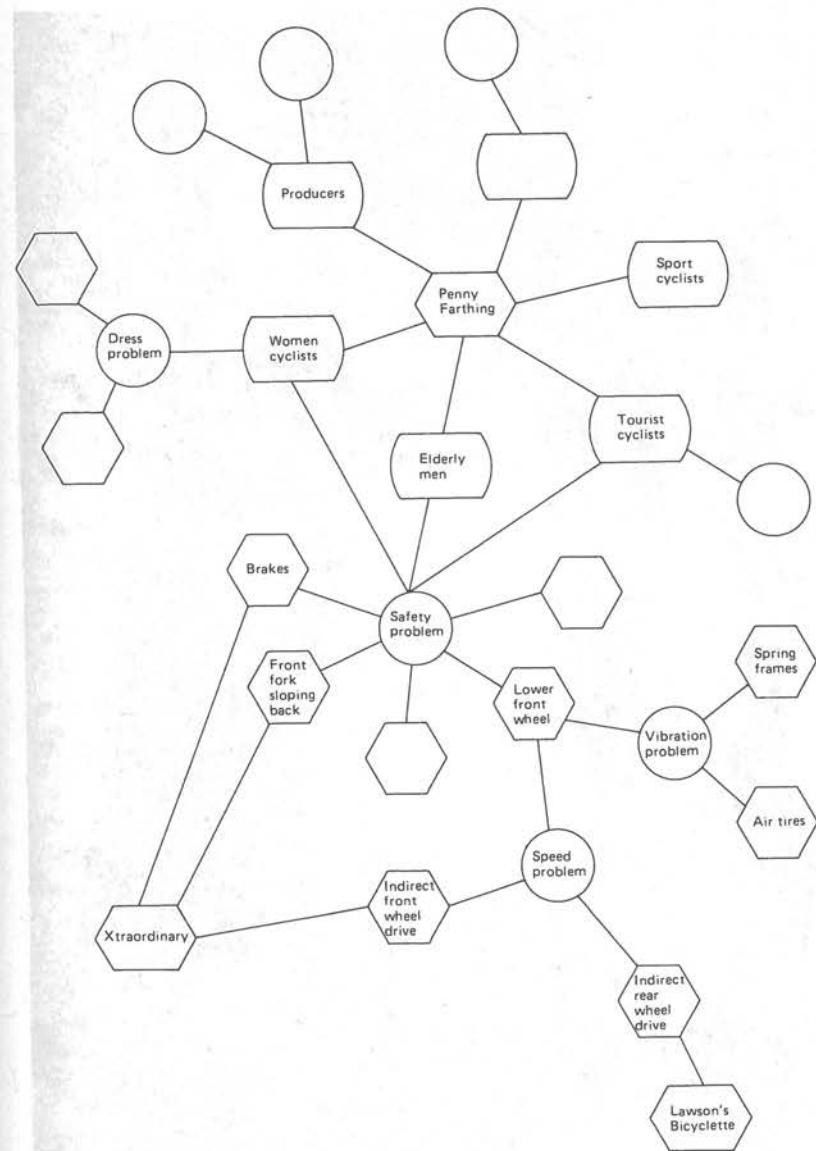 Producers
Sport
cyclists
Penny
Farthing
Dress
problem
Women
cyclists
Tourist
cyclists
Elderly
men
Brakes
Safety
problem
Front
fork
sloping
back
Lower
front
wheel
Spring
frames
Vibration
problem
Air tires
Speed
problem
Indirect
front
wheel
drive
Xtraordinary
Indirect
rear
wheel
drive
Lawson's
Bicyclette